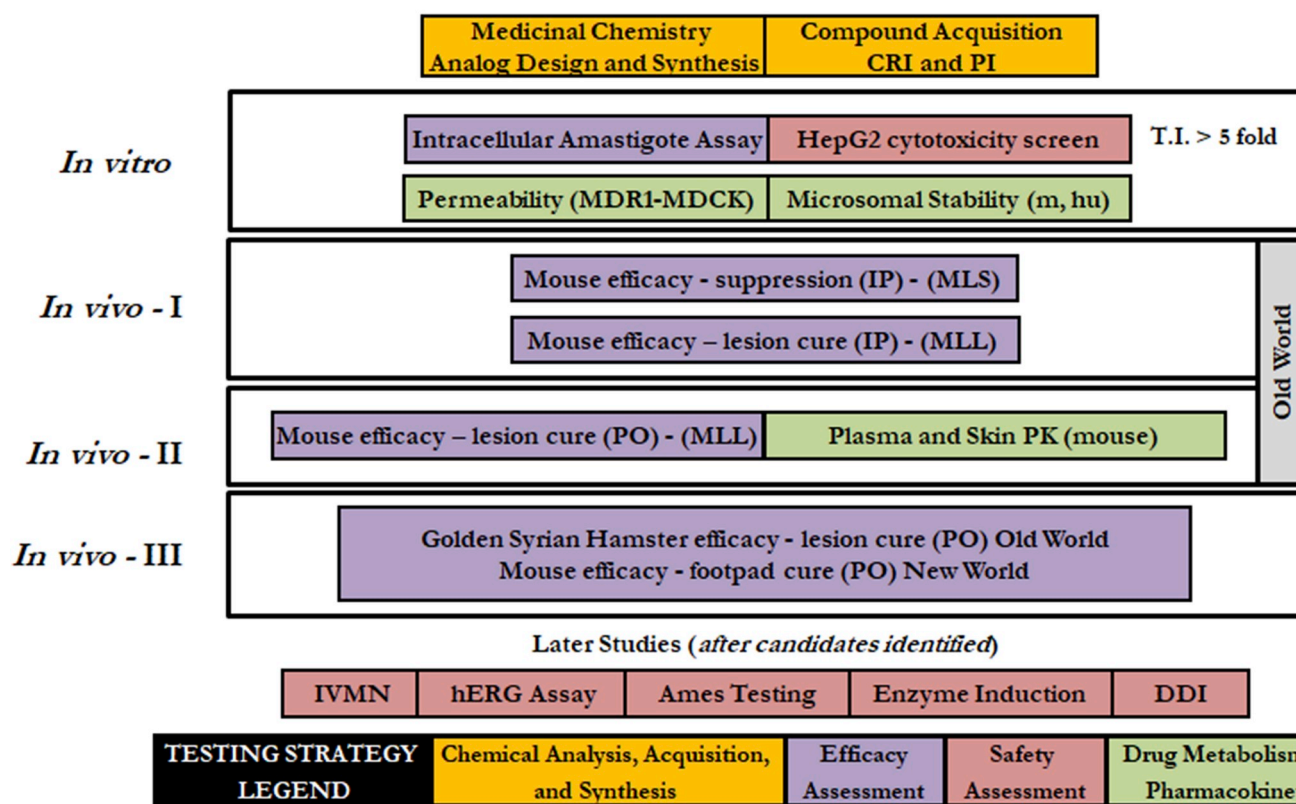 Medicinal Chemistry
Analog Design and Synthesis
Compound Acquisition
CRI and PI
In vitro
Intracellular Amastigote Assay
HepG2 cytotoxicity screen
T.I. > 5 fold
Permeability (MDR1-MDCK)
Microsomal Stability (m, hu)
In vivo - I
Mouse efficacy - suppression (IP) - (MLS)
Mouse efficacy – lesion cure (IP) - (MLL)
Old World
In vivo - II
Mouse efficacy – lesion cure (PO) - (MLL)
Plasma and Skin PK (mouse)
In vivo - III
Golden Syrian Hamster efficacy - lesion cure (PO) Old World
Mouse efficacy - footpad cure (PO) New World
Later Studies (after candidates identified)
IVMN
hERG Assay
Ames Testing
Enzyme Induction
DDI
TESTING STRATEGY
LEGEND
Chemical Analysis, Acquisition,
and Synthesis
Efficacy
Assessment
Safety
Assessment
Drug Metabolism
Pharmacokine